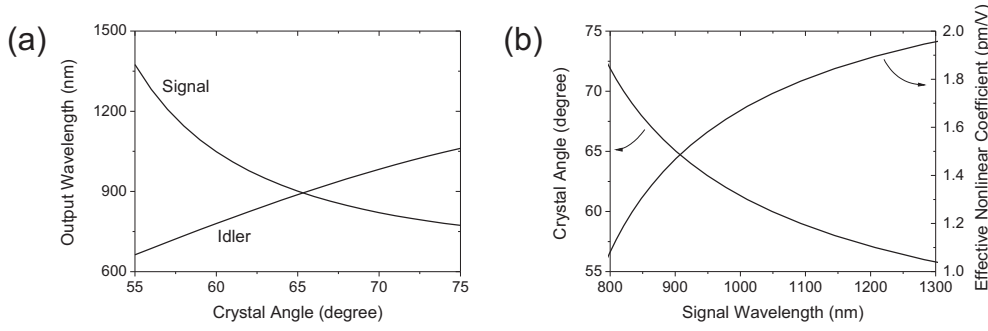 (a)
1500
1200
900
600
Output Wavelength (nm)
Signal
Idler
55 60 65 70 75
Crystal Angle (degree)
(b)
75
70
65
60
55
Crystal Angle (degree)
2.0
1.8
1.6
1.4
1.2
1.0
Effective Nonlinear Coefficient (pm/V)
800 900 1000 1100 1200 1300
Signal Wavelength (nm)